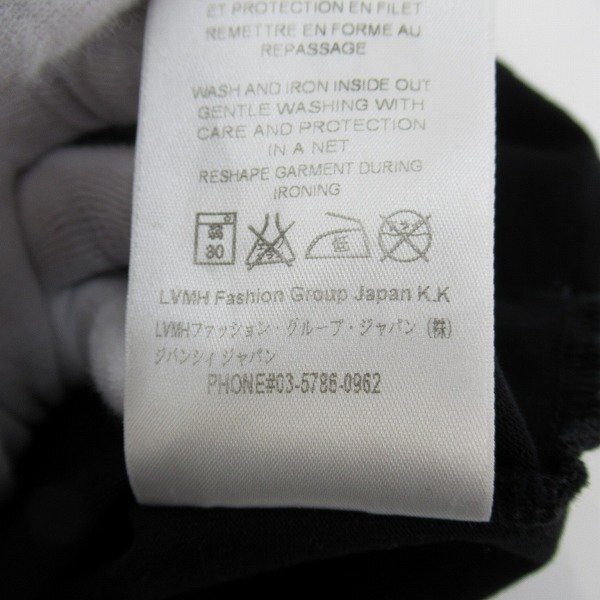 ET PROTECTION EN FILET
REMETTRE EN FORME AU
REPASSAGE
WASH AND IRON INSIDE OUT
GENTLE WASHING WITH
CARE AND PROTECTION
IN A NET
RESHAPE GARMENT DURING
IRONING
30
低
LVMH Fashion Group Japan K.K
LVMHファッション・グループ・ジャパン (株)
ジバンシィ ジャパン
PHONE#03-5786-0962